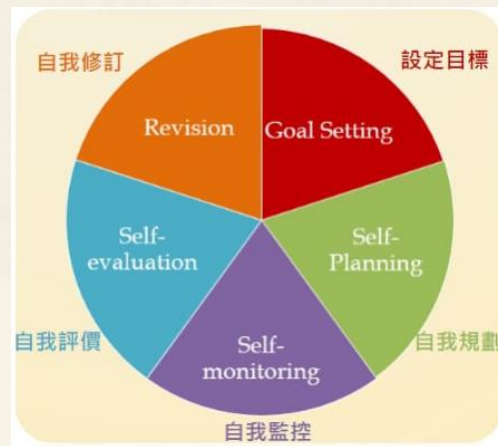 自我修訂
設定目標
Revision
Goal Setting
Self-
evaluation
Self-
Planning
自我評價
Self-
monitoring
自我規劃
自我監控